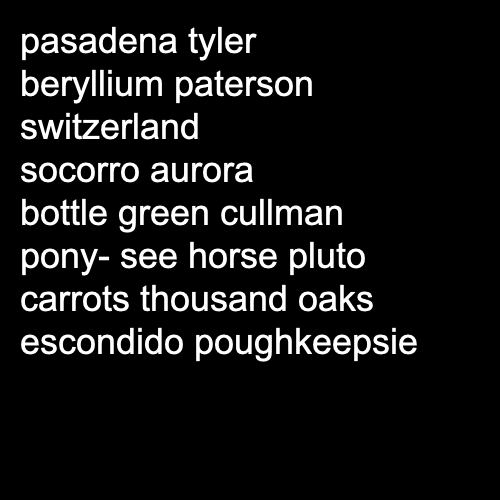 pasadena tyler
beryllium paterson
switzerland
socorro aurora
bottle green cullman
pony- see horse pluto
carrots thousand oaks
escondido poughkeepsie